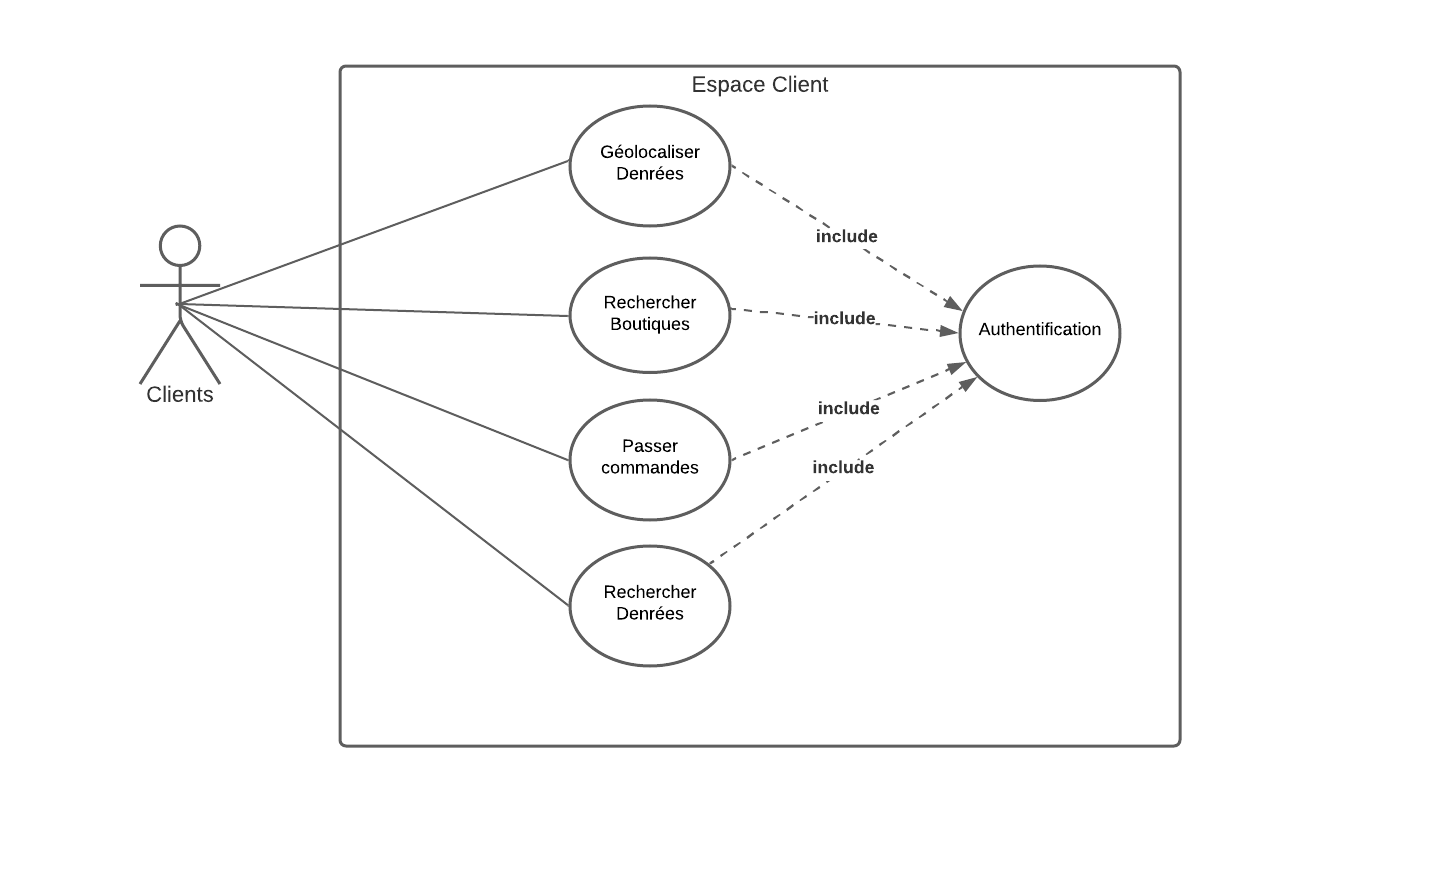 Espace Client
Géolocaliser
Denrées
include
Rechercher
Boutiques
include
Authentification
Clients
Passer
commandes
include
include
Rechercher
Denrées